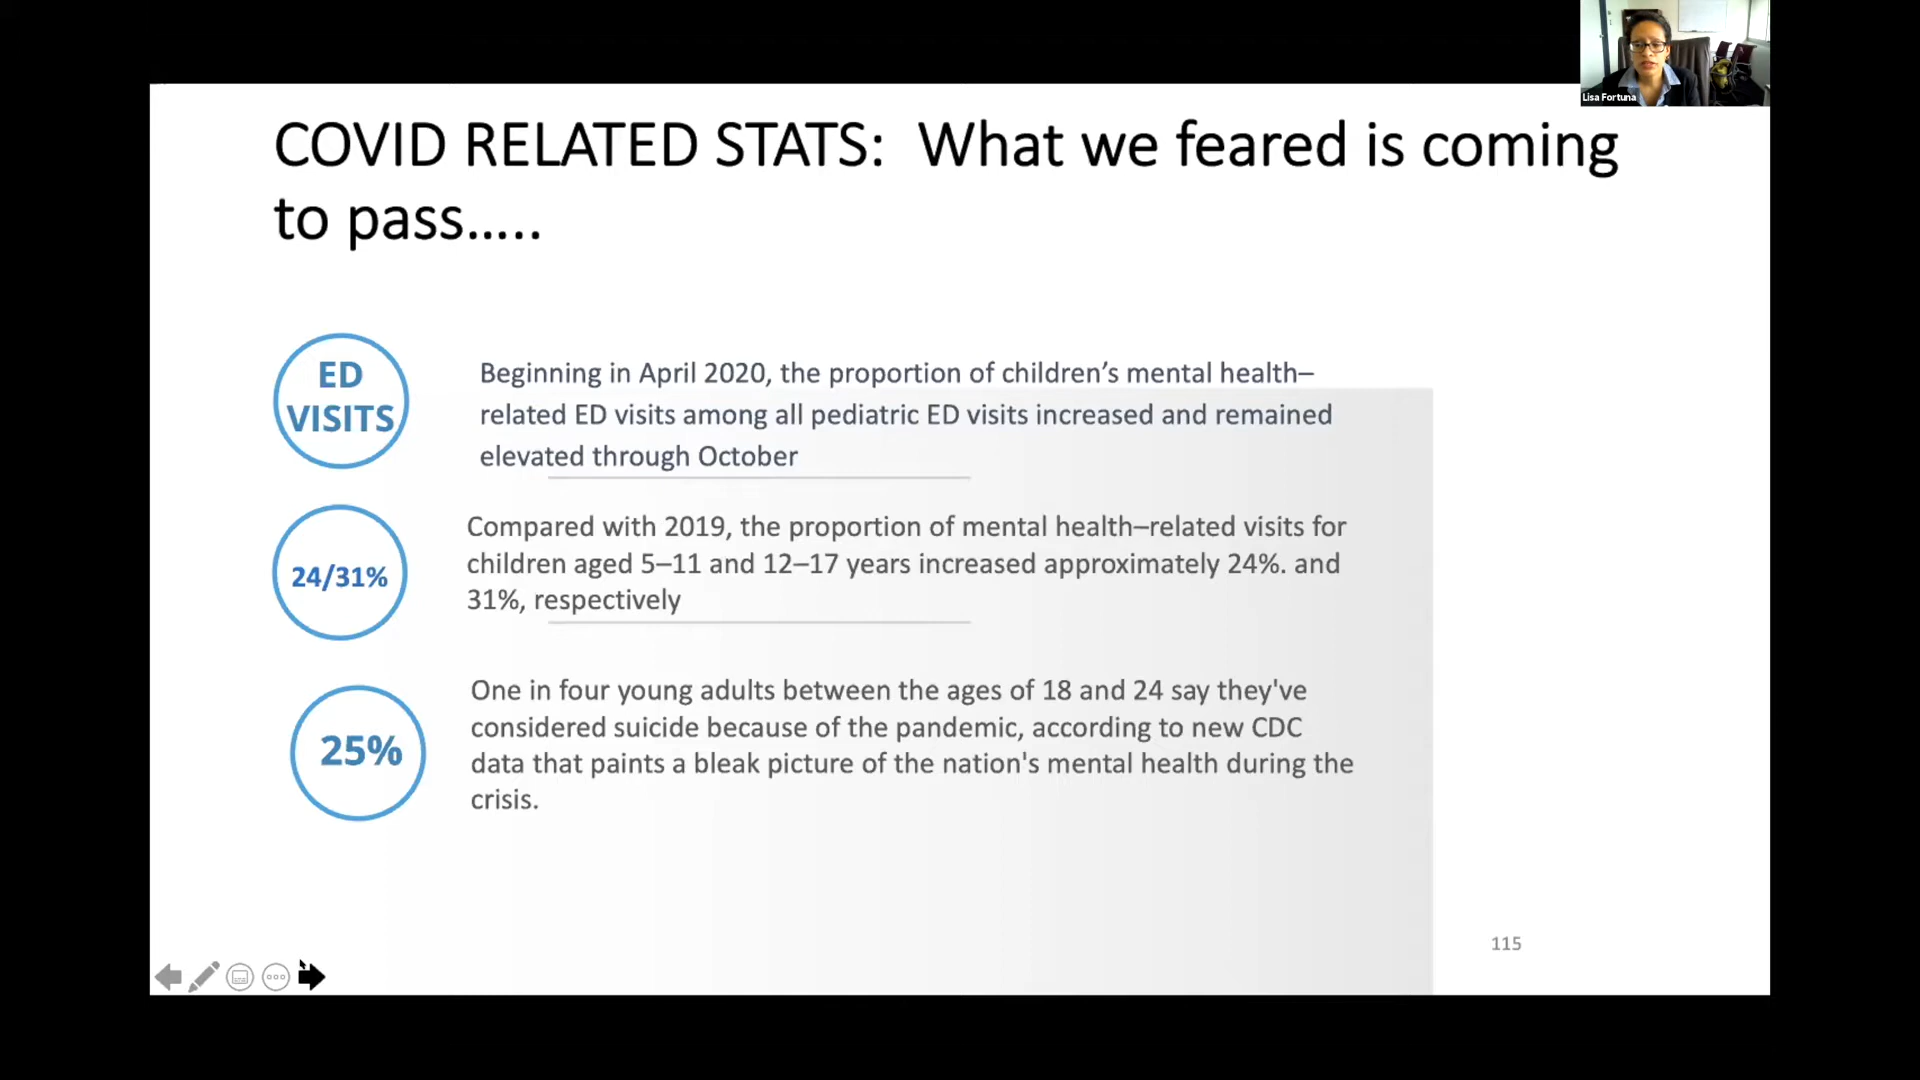 Lisa Fortuna
COVID RELATED STATS:  What we feared is coming
to pass…..
ED
VISITS
Beginning in April 2020, the proportion of children’s mental health–
related ED visits among all pediatric ED visits increased and remained
elevated through October
24/31%
Compared with 2019, the proportion of mental health–related visits for
children aged 5–11 and 12–17 years increased approximately 24%. and
31%, respectively
25%
One in four young adults between the ages of 18 and 24 say they've
considered suicide because of the pandemic, according to new CDC
data that paints a bleak picture of the nation's mental health during the
crisis.
115